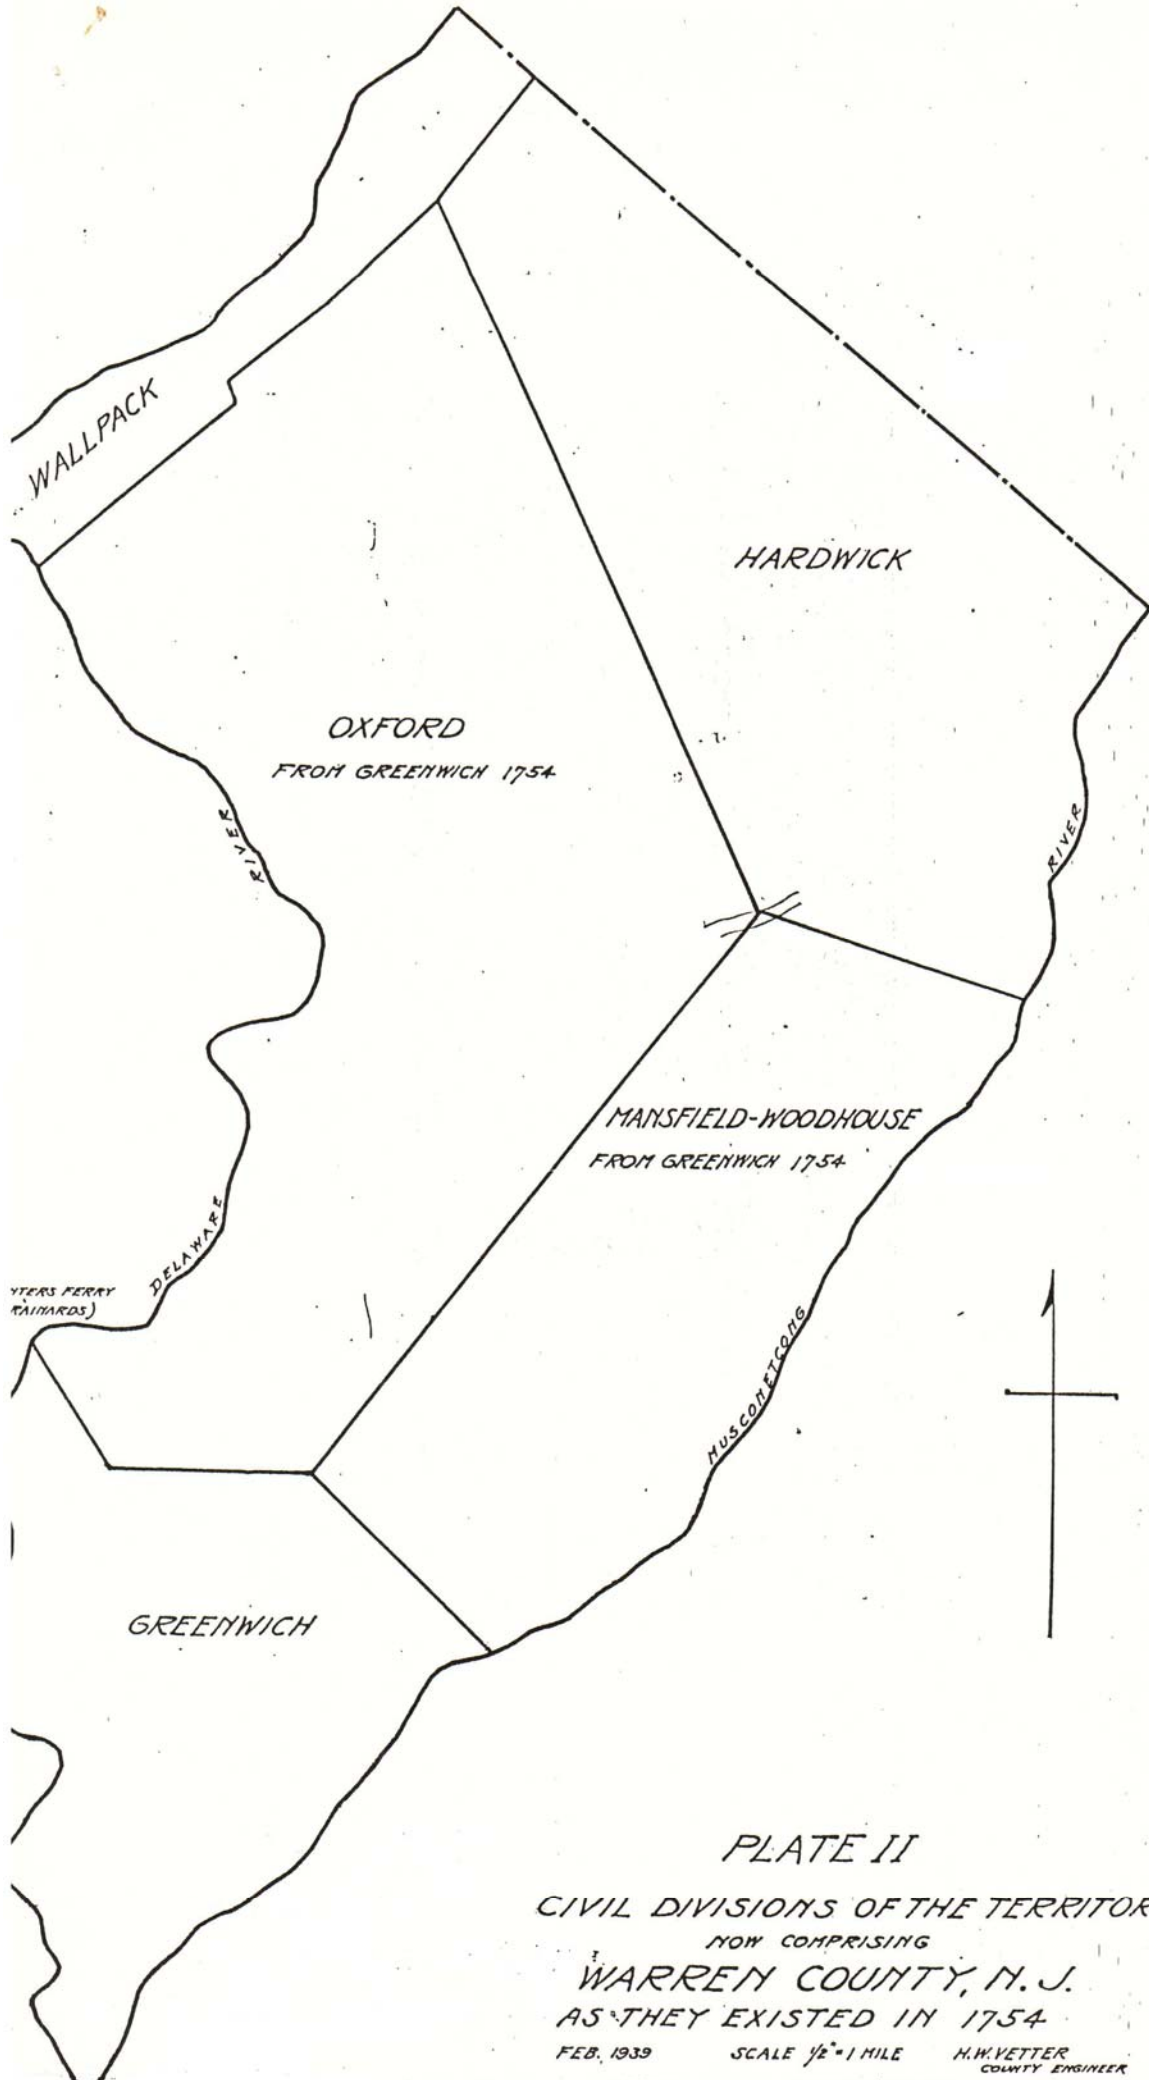 WALLPACK
HARDWICK
OXFORD
FROM GREENWICH 1754
RIVER
RIVER
MANSFIELD-WOODHOUSE
FROM GREENWICH 1754
DELAWARE
FERRY
MUSCONETCONG
GREENWICH
PLATE II
CIVIL DIVISIONS OF THE TERRITOR
NOW COMPRISING
WARREN COUNTY, N.J.
AS THEY EXISTED IN 1754
FEB. 1939 SCALE 1/2" = 1 MILE H.W. VETTER
COUNTY ENGINEER